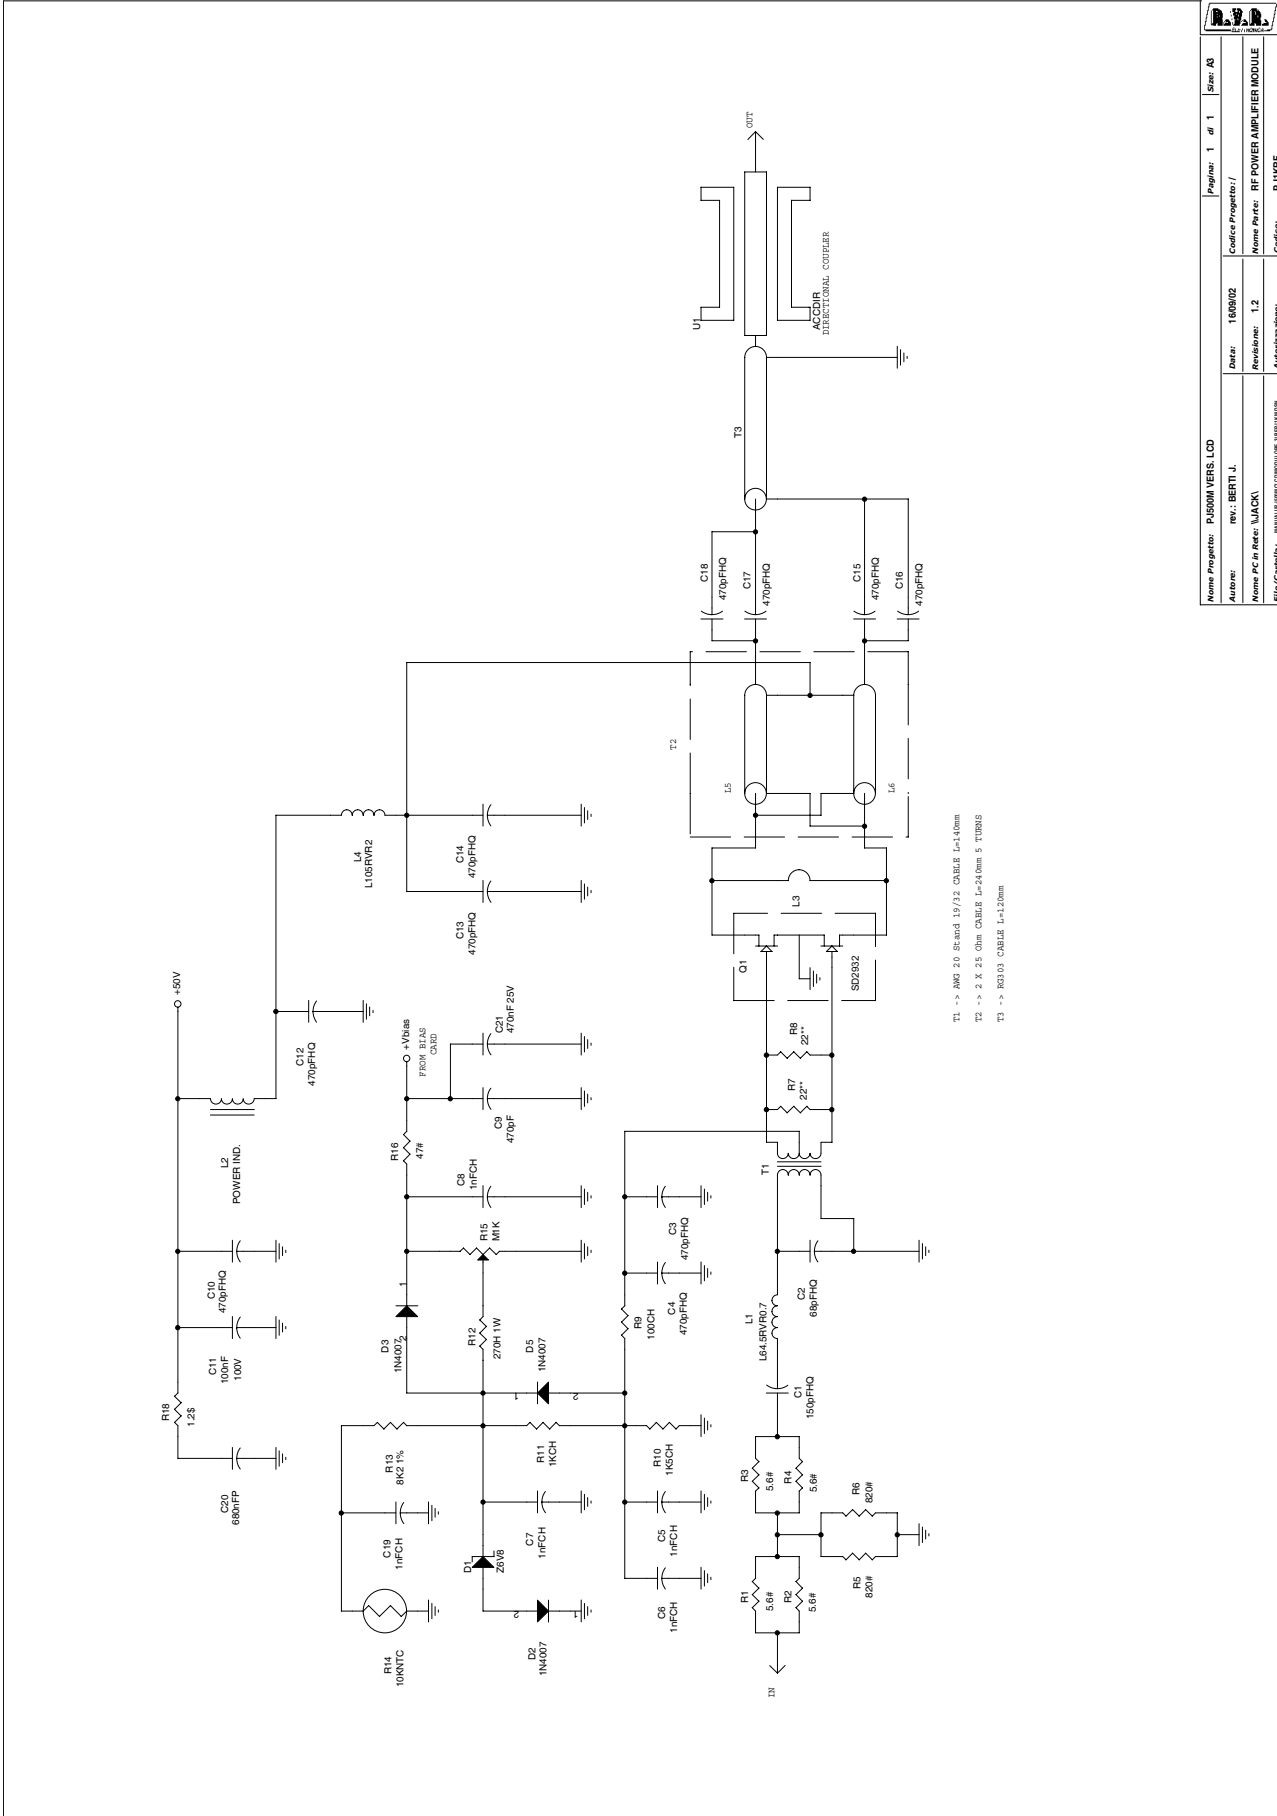 R.V.R.
ELETTRONICA
Nome Progetto: PJ500M VERS. LCD
Pagina: 1 di 1
Size: A3
Autore:
rev.: BERTI J.
Data: 16/09/02
Codice Progetto: /
Nome PC in Rete: \\JACK\
Revisione: 1.2
Nome Parte: RF POWER AMPLIFIER MODULE
+50V
R18
1.2$
C20
680nFP
C11
100nF
100V
C10
470pFHQ
L2
POWER IND.
C12
470pFHQ
L4
L105RVR2
C13
470pFHQ
C14
470pFHQ
R14
10KNTC
C19
1nFCH
R13
8K2 1%
D3
1N4007
1
2
R16
47#
+Vbias
FROM BIAS
CARD
C8
1nFCH
C9
470pF
C21
470nF 25V
R15
M1K
R12
270H 1W
D1
Z6V8
D2
1N4007
2
1
C7
1nFCH
R11
1KCH
D5
1N4007
1
2
C6
1nFCH
C5
1nFCH
R10
1K5CH
R9
100CH
C4
470pFHQ
C3
470pFHQ
IN
R1
5.6#
R2
5.6#
R3
5.6#
R4
5.6#
R5
820#
R6
820#
C1
150pFHQ
L1
L64.5RVR0.7
C2
68pFHQ
T1
R7
22**
R8
22**
Q1
SD2932
L3
T2
L5
L6
C18
470pFHQ
C17
470pFHQ
C15
470pFHQ
C16
470pFHQ
T3
U1
ACCDIR
DIRECTIONAL COUPLER
OUT
T1 -> AWG 20 Stand 19/32 CABLE L=140mm
T2 -> 2 X 25 Ohm CABLE L=240mm 5 TURNS
T3 -> RG303 CABLE L=120mm